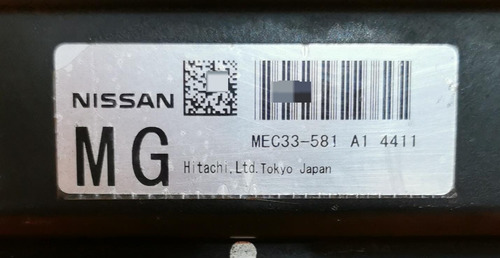 NISSAN
MEC33-581 A1 4411
MG
Hitachi,Ltd.Tokyo Japan